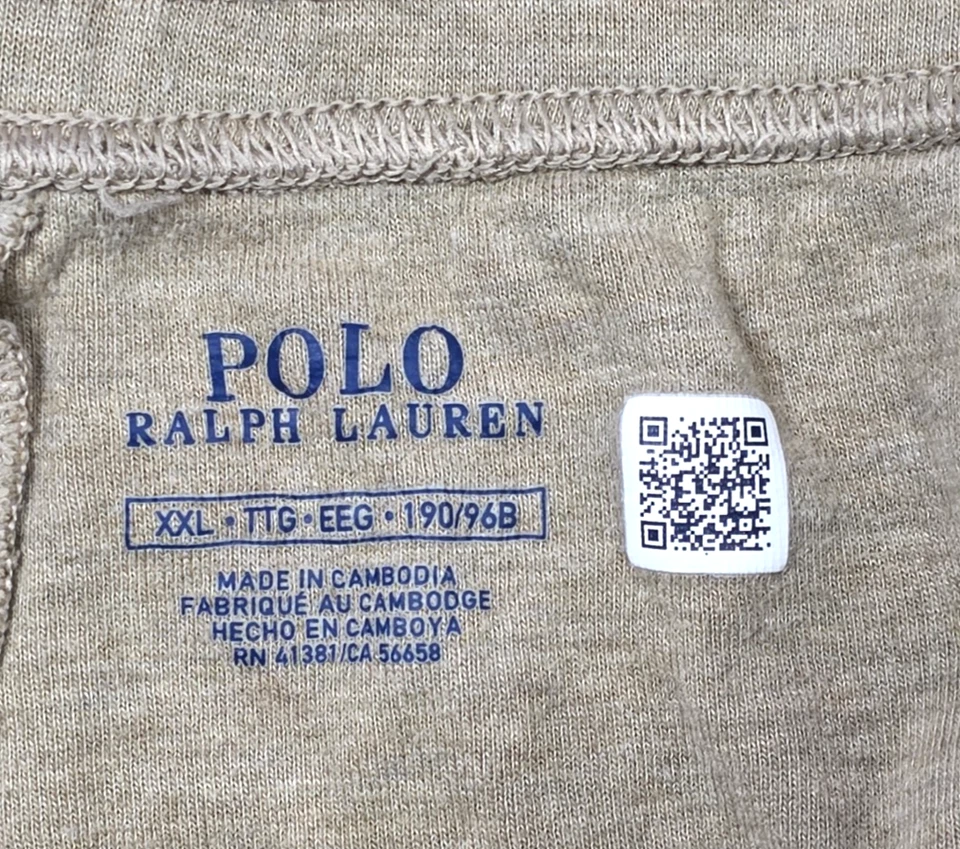 POLO
RALPH LAUREN
XXL • TTG • EEG • 190/96B
MADE IN CAMBODIA
FABRIQUÉ AU CAMBODGE
HECHO EN CAMBOYA
RN 41381/CA 56658